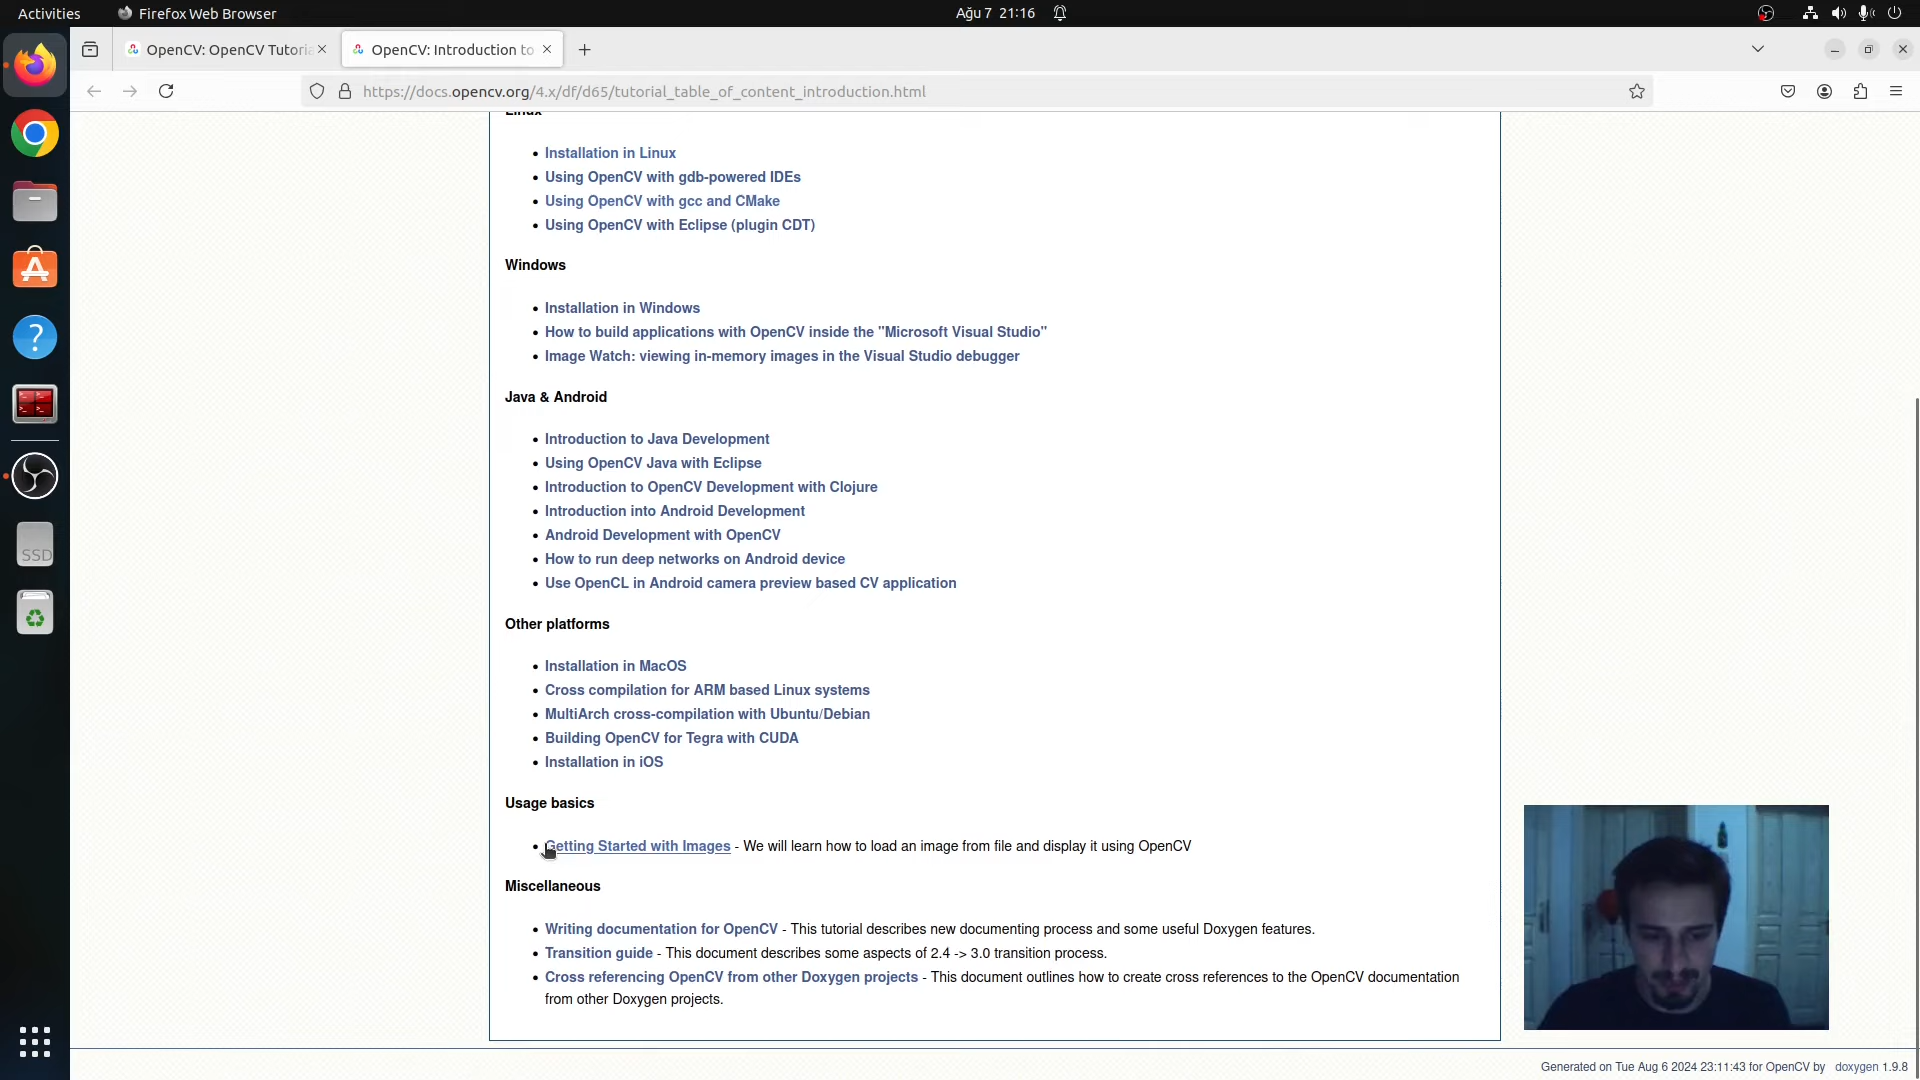 Activities
Firefox Web Browser
Ağu 7 21:16
OpenCV: OpenCV Tutoria
OpenCV: Introduction to
https://docs.opencv.org/4.x/df/d65/tutorial_table_of_content_introduction.html
Linux
Installation in Linux
Using OpenCV with gdb-powered IDEs
Using OpenCV with gcc and CMake
Using OpenCV with Eclipse (plugin CDT)
Windows
Installation in Windows
How to build applications with OpenCV inside the "Microsoft Visual Studio"
Image Watch: viewing in-memory images in the Visual Studio debugger
Java & Android
Introduction to Java Development
Using OpenCV Java with Eclipse
Introduction to OpenCV Development with Clojure
Introduction into Android Development
Android Development with OpenCV
How to run deep networks on Android device
Use OpenCL in Android camera preview based CV application
Other platforms
Installation in MacOS
Cross compilation for ARM based Linux systems
MultiArch cross-compilation with Ubuntu/Debian
Building OpenCV for Tegra with CUDA
Installation in iOS
Usage basics
Getting Started with Images - We will learn how to load an image from file and display it using OpenCV
Miscellaneous
Writing documentation for OpenCV - This tutorial describes new documenting process and some useful Doxygen features.
Transition guide - This document describes some aspects of 2.4 -> 3.0 transition process.
Cross referencing OpenCV from other Doxygen projects - This document outlines how to create cross references to the OpenCV documentation
from other Doxygen projects.
SSD
Generated on Tue Aug 6 2024 23:11:43 for OpenCV by doxygen 1.9.8